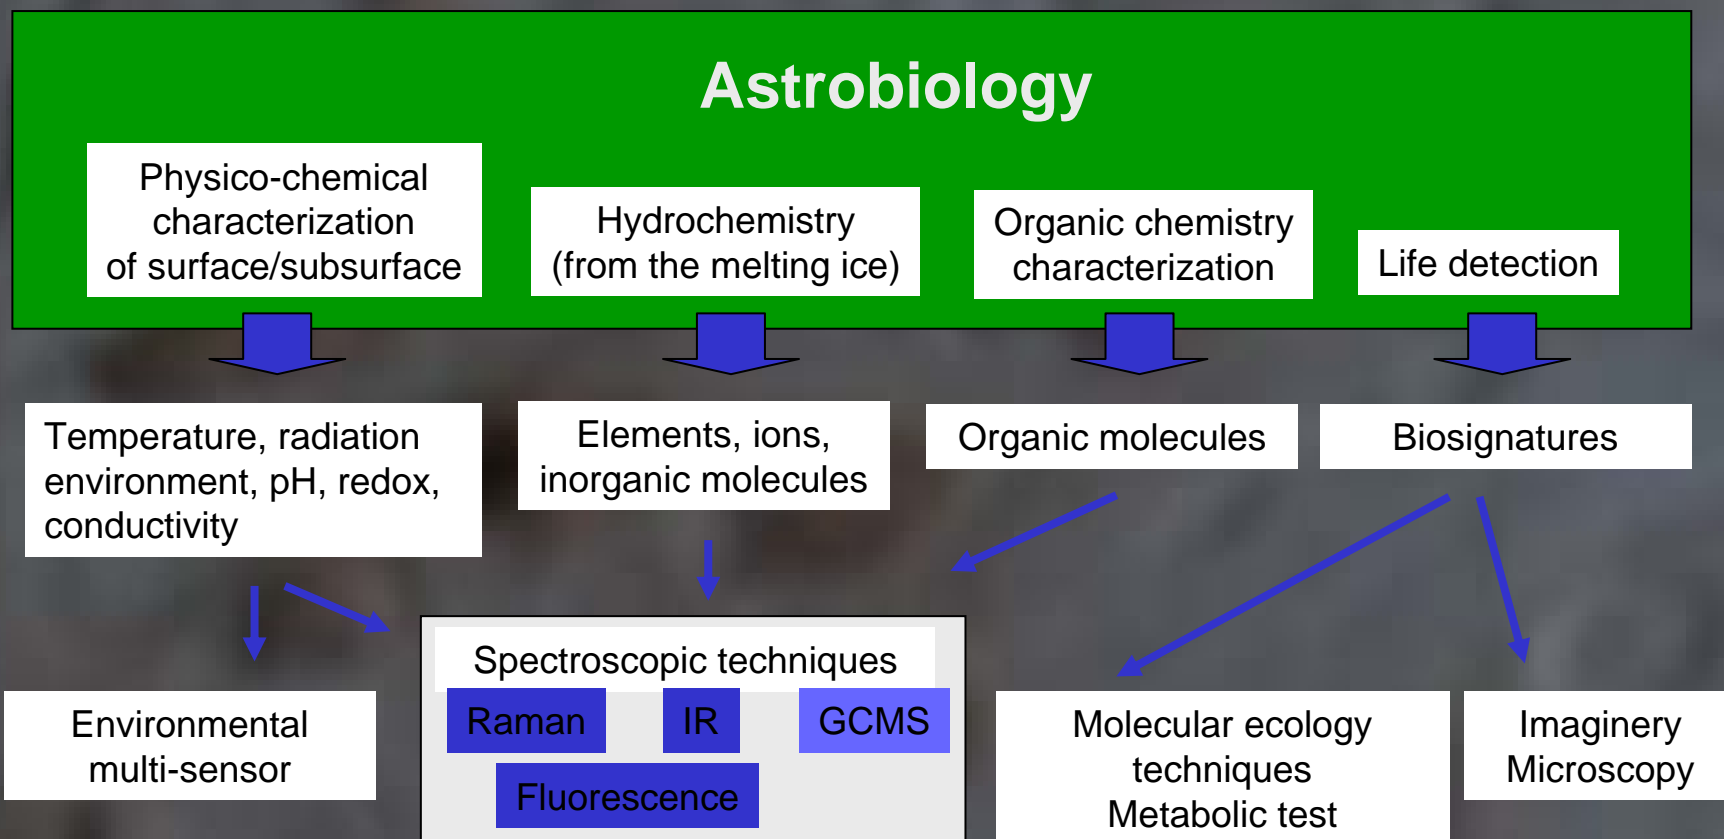 Astrobiology
Physico-chemical
characterization
of surface/subsurface
Hydrochemistry
(from the melting ice)
Organic chemistry
characterization
Life detection
Temperature, radiation
environment, pH, redox,
conductivity
Elements, ions,
inorganic molecules
Organic molecules
Biosignatures
Environmental
multi-sensor
Spectroscopic techniques
Raman
IR
GCMS
Fluorescence
Molecular ecology
techniques
Metabolic test
Imaginery
Microscopy